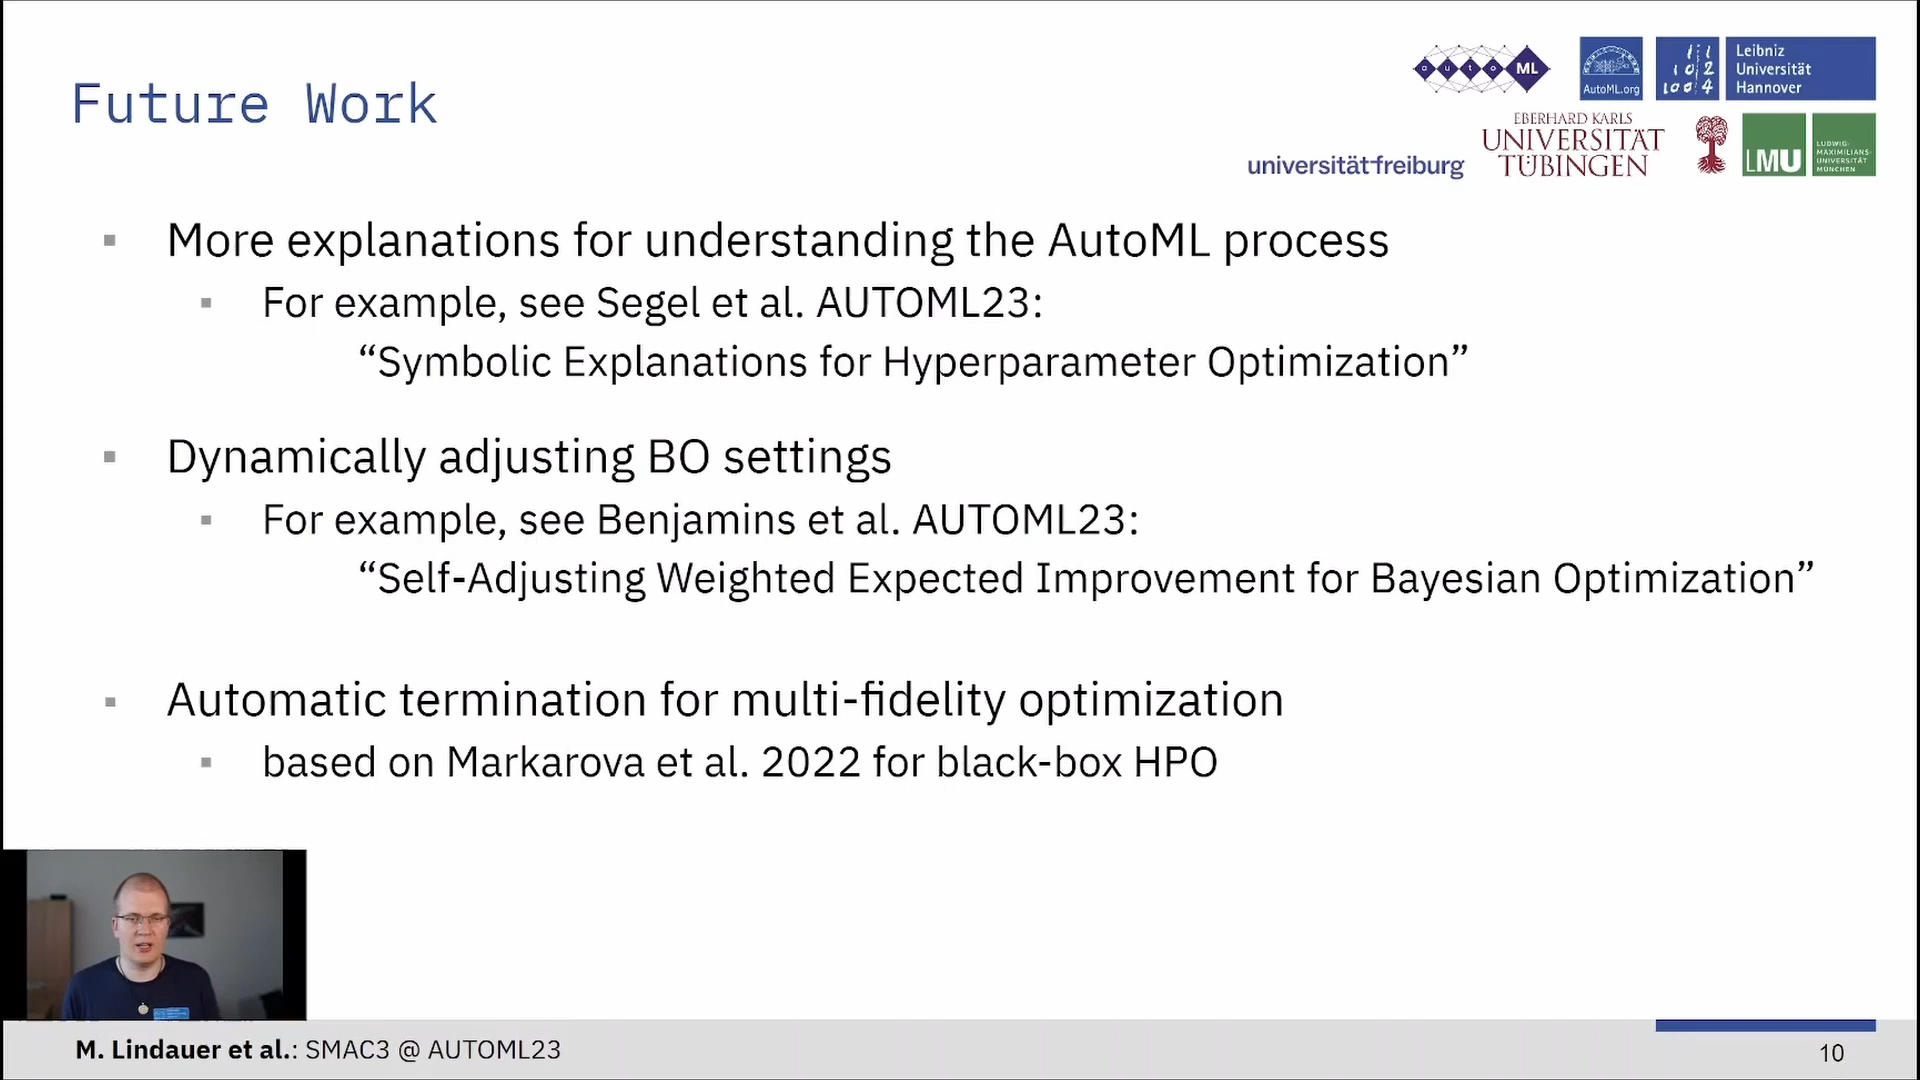 Future Work
auto ML
AutoML.org
Leibniz
Universität
Hannover
universität freiburg
EBERHARD KARLS
UNIVERSITÄT
TÜBINGEN
LMU
LUDWIG-
MAXIMILIANS-
UNIVERSITÄT
MÜNCHEN
More explanations for understanding the AutoML process
For example, see Segel et al. AUTOML23:
“Symbolic Explanations for Hyperparameter Optimization”
Dynamically adjusting BO settings
For example, see Benjamins et al. AUTOML23:
“Self-Adjusting Weighted Expected Improvement for Bayesian Optimization”
Automatic termination for multi-fidelity optimization
based on Markarova et al. 2022 for black-box HPO
M. Lindauer et al.: SMAC3 @ AUTOML23
10